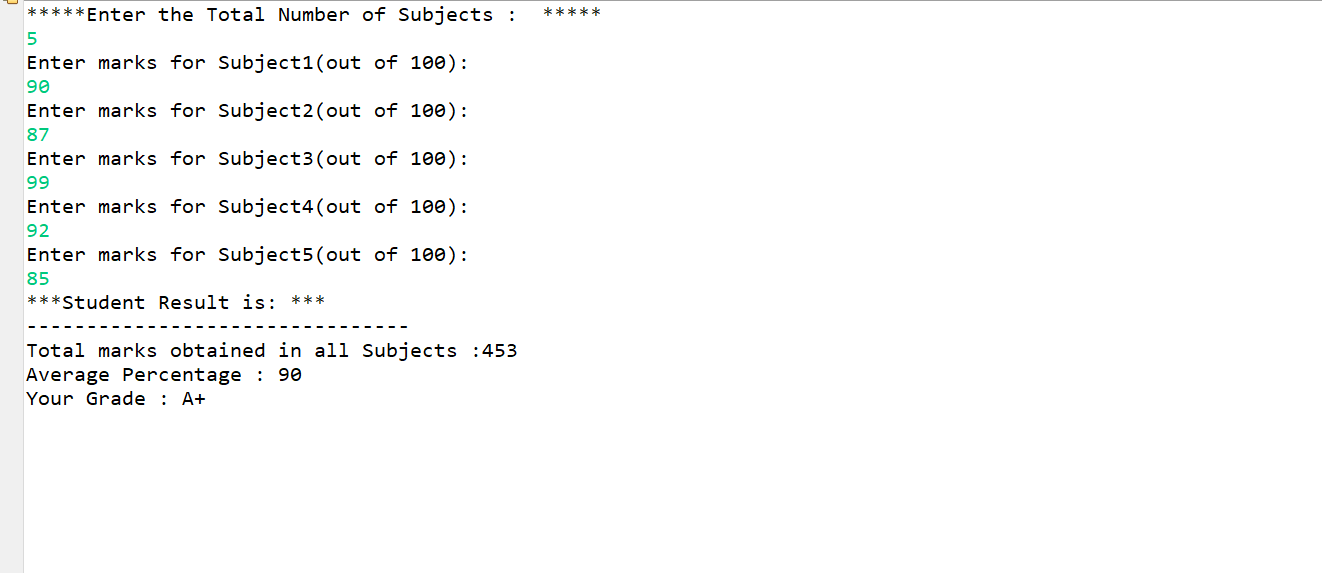 *****Enter the Total Number of Subjects :  *****
5
Enter marks for Subject1(out of 100):
90
Enter marks for Subject2(out of 100):
87
Enter marks for Subject3(out of 100):
99
Enter marks for Subject4(out of 100):
92
Enter marks for Subject5(out of 100):
85
***Student Result is: ***
--------------------------------
Total marks obtained in all Subjects :453
Average Percentage : 90
Your Grade : A+